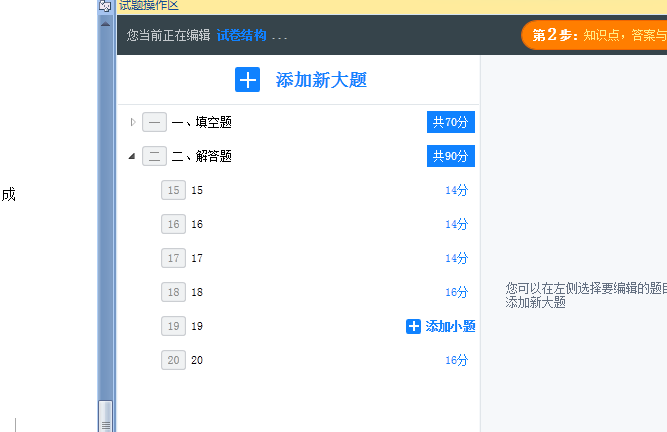 试题操作区
您当前正在编辑 试卷结构 ...
第2步: 知识点, 答案与
添加新大题
一 一、填空题 共70分
二 二、解答题 共90分
15 15 14分
成
16 16 14分
17 17 14分
18 18 16分
您可以在左侧选择要编辑的题目
添加新大题
19 19 添加小题
20 20 16分